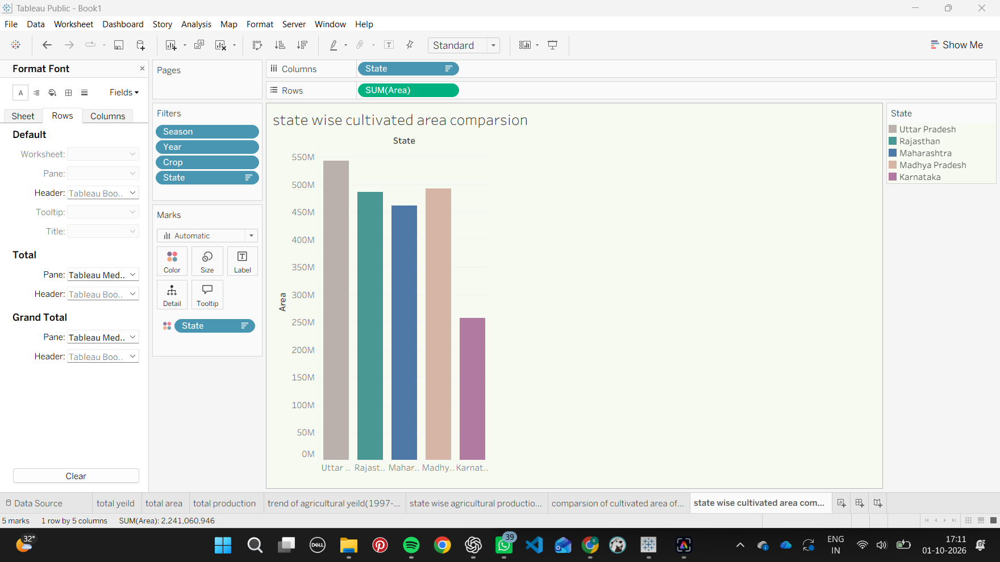 Tableau Public - Book1
File Data Worksheet Dashboard Story Analysis Map Format Server Window Help
Standard
Show Me
Format Font
A
Fields
Sheet Rows Columns
Default
Worksheet:
Pane:
Header: Tableau Boo..
Tooltip:
Title:
Total
Pane: Tableau Med..
Header: Tableau Boo..
Grand Total
Pane: Tableau Med..
Header: Tableau Boo..
Clear
Pages
Filters
Season
Year
Crop
State
Marks
Automatic
Color Size Label
Detail Tooltip
State
Columns State
Rows SUM(Area)
state wise cultivated area comparsion
State
550M
500M
450M
400M
350M
300M
250M
200M
150M
100M
50M
0M
Area
Uttar .. Rajast.. Mahar.. Madhy.. Karnat..
State
Uttar Pradesh
Rajasthan
Maharashtra
Madhya Pradesh
Karnataka
Data Source total yeild total area total production trend of agricultural yeild(1997-... state wise agricultural productio... comparsion of cultivated area of... state wise cultivated area com...
5 marks 1 row by 5 columns SUM(Area): 2,241,060,946
32°
DELL
39
K
ENG
IN
17:11
01-10-2026